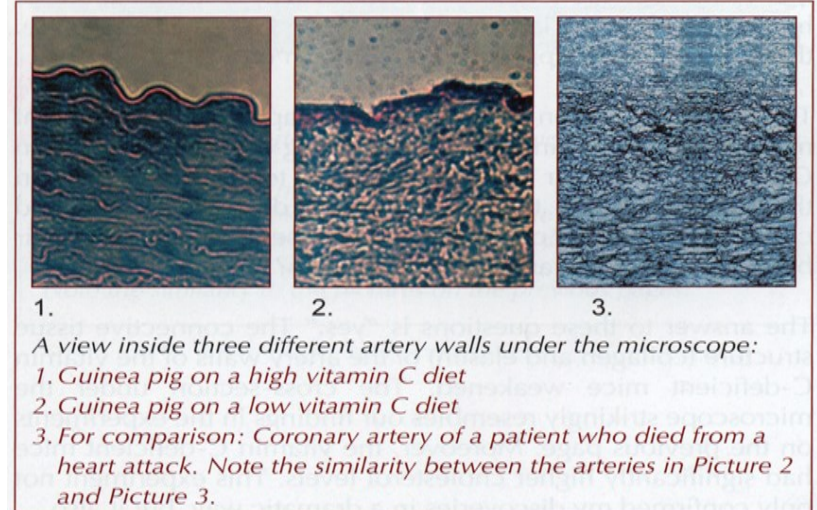 1. 2. 3.
A view inside three different artery walls under the microscope:
1. Guinea pig on a high vitamin C diet
2. Guinea pig on a low vitamin C diet
3. For comparison: Coronary artery of a patient who died from a
heart attack. Note the similarity between the arteries in Picture 2
and Picture 3.